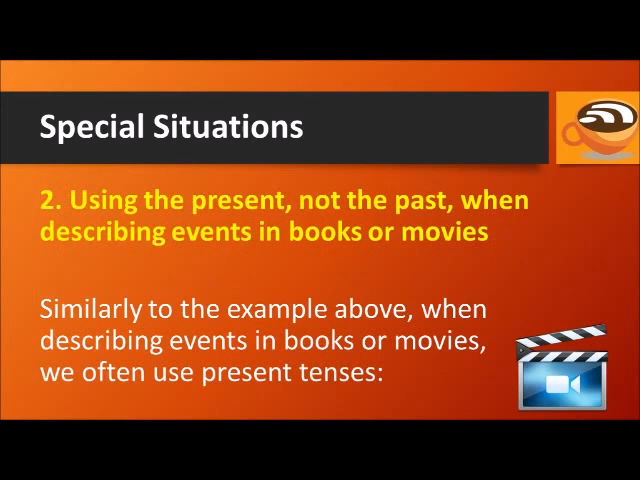 Special Situations
2. Using the present, not the past, when
describing events in books or movies
Similarly to the example above, when
describing events in books or movies,
we often use present tenses: